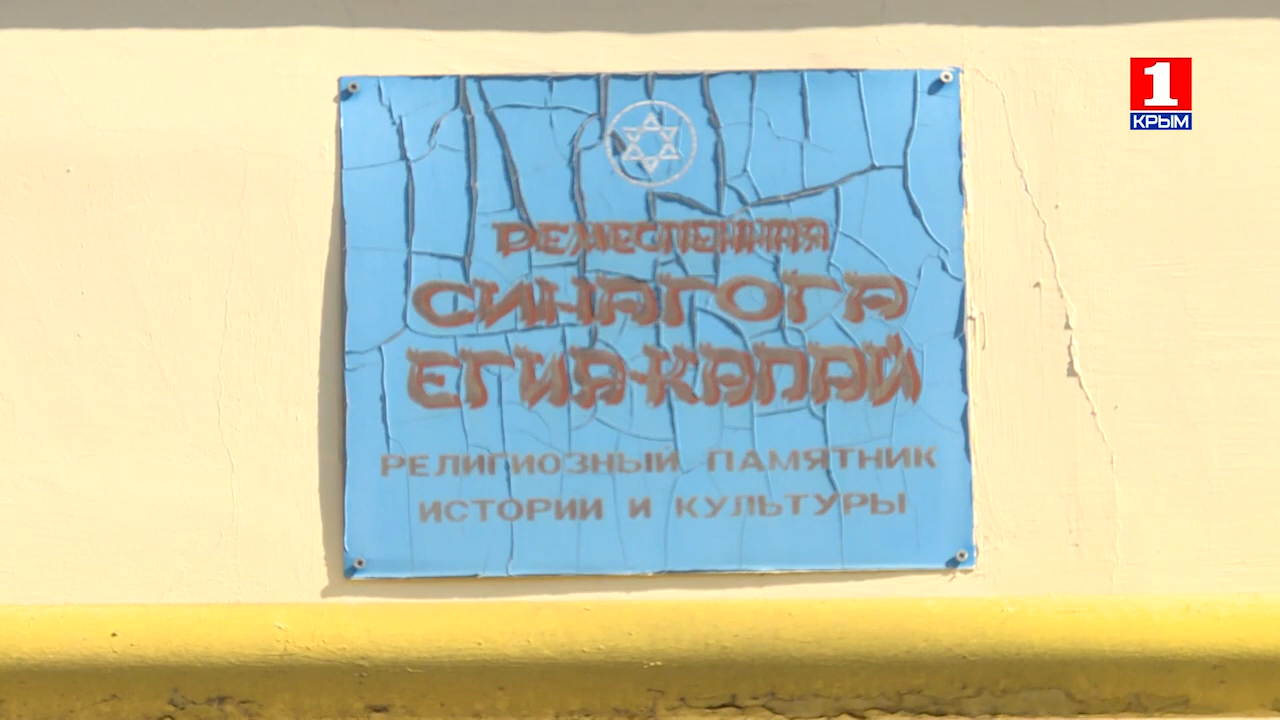 1
КРЫМ
РЕМЕСЛЕННАЯ
СИНАГОГА
ЕГИЯ-КАПАЙ
РЕЛИГИОЗНЫЙ ПАМЯТНИК
ИСТОРИИ И КУЛЬТУРЫ